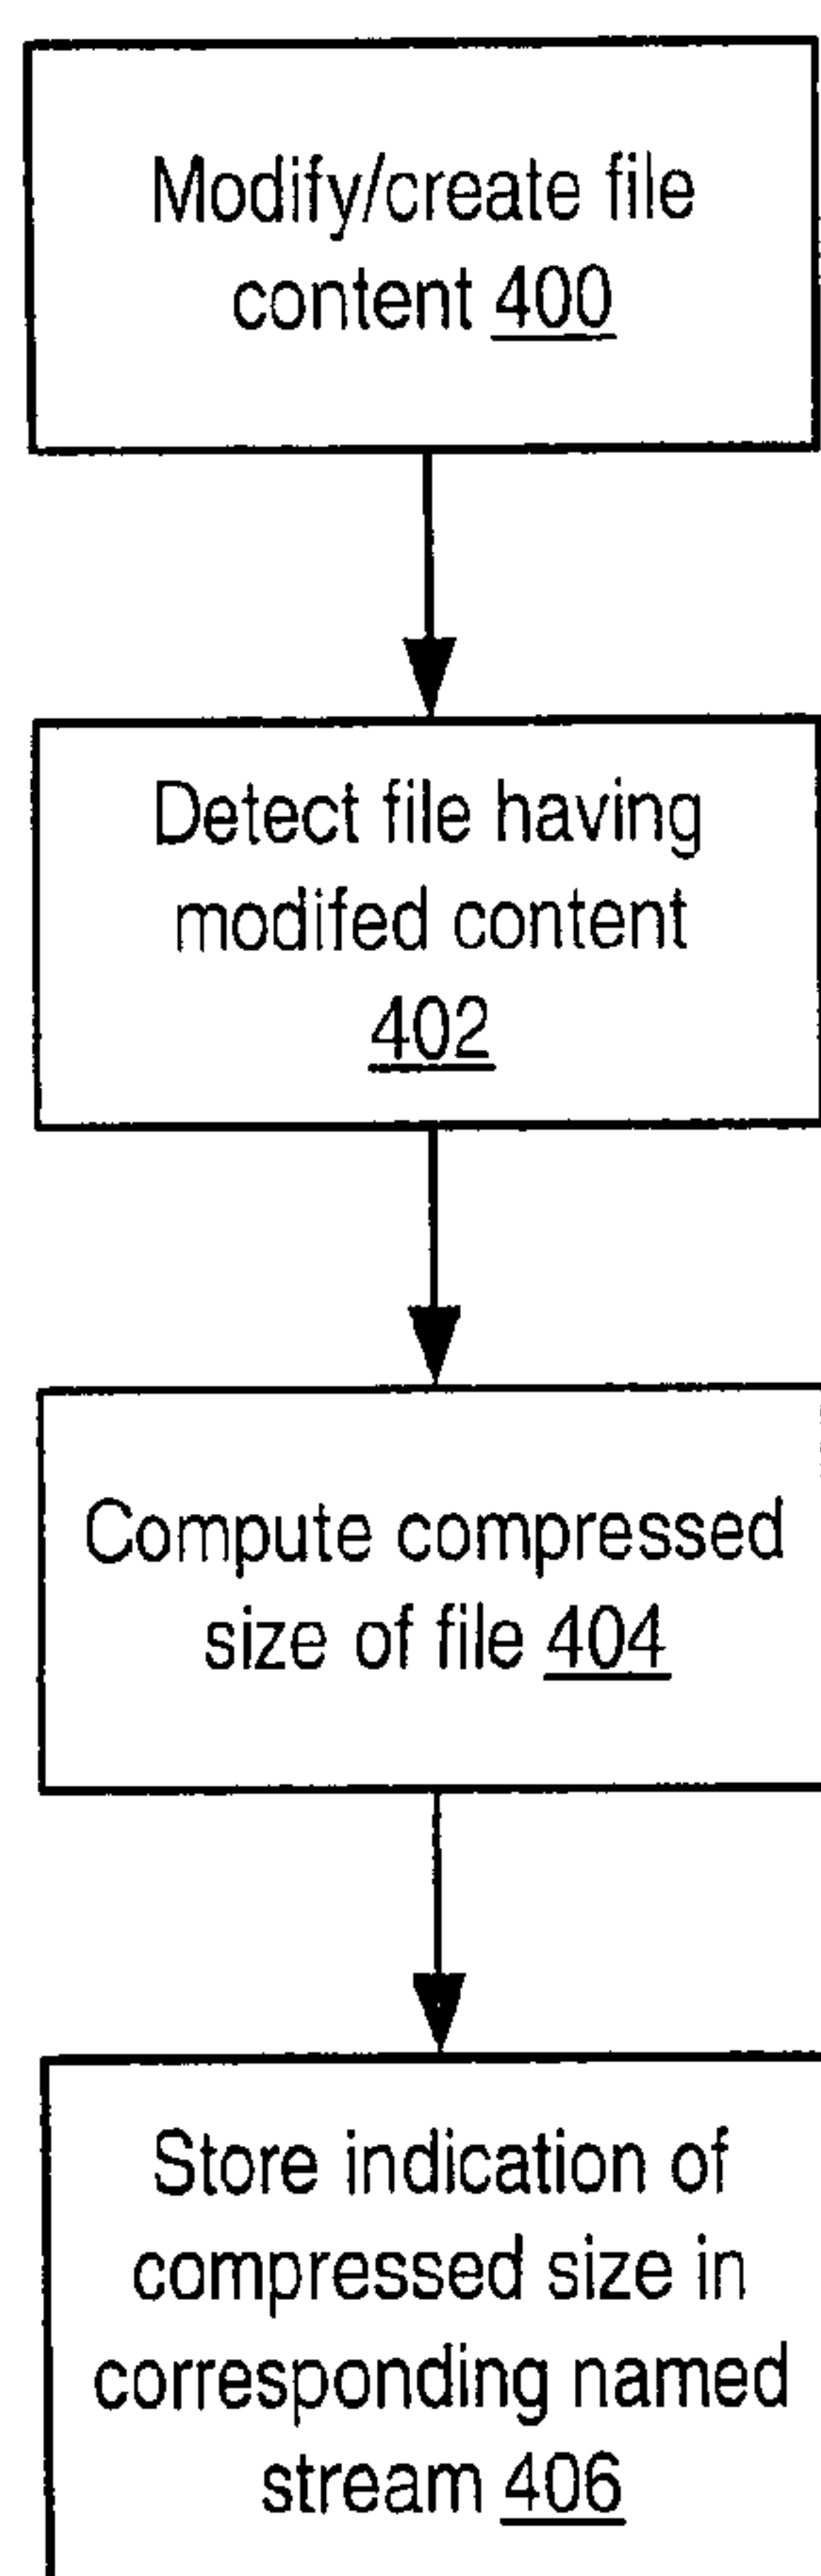 Modify/create file
content 400
Detect file having
modifed content
402
Compute compressed
size of file 404
Store indication of
compressed size in
corresponding named
stream 406